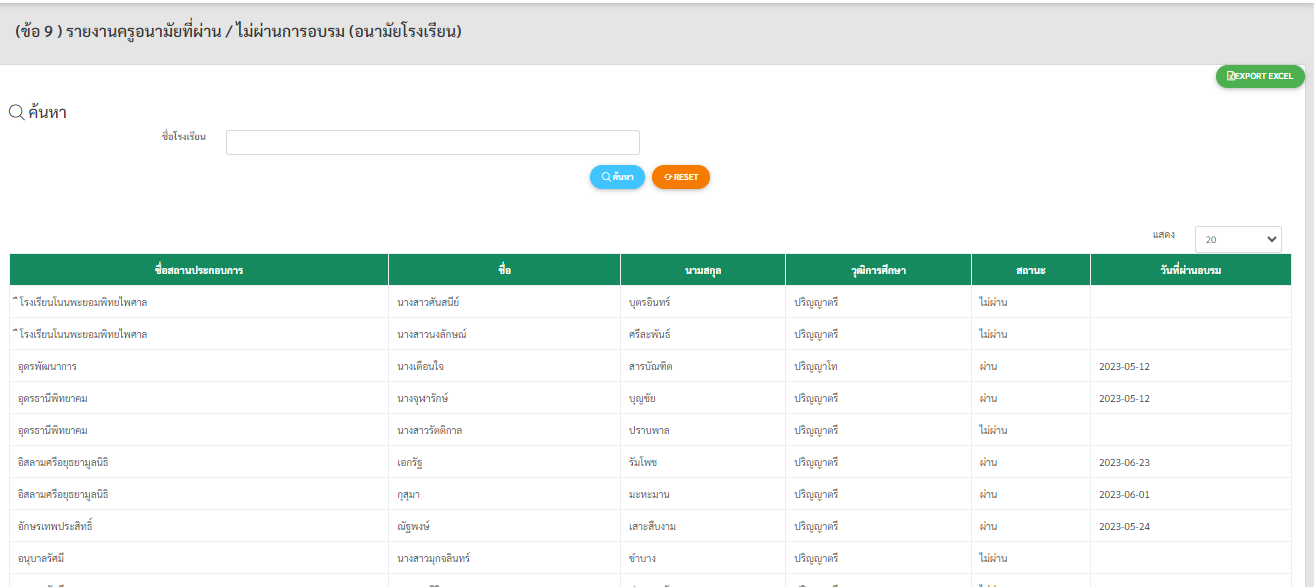 (ข้อ 9 ) รายงานครูอนามัยที่ผ่าน / ไม่ผ่านการอบรม (อนามัยโรงเรียน)
EXPORT EXCEL
ค้นหา
ชื่อโรงเรียน
ค้นหา RESET
แสดง 20
ชื่อสถานประกอบการ ชื่อ นามสกุล วุฒิการศึกษา สถานะ วันที่ผ่านอบรม
โรงเรียนโนนพะยอมพิทยไพศาล นางสาวศันสนีย์ บุตรอินทร์ ปริญญาตรี ไม่ผ่าน
โรงเรียนโนนพะยอมพิทยไพศาล นางสาวนงลักษณ์ ศรีละพันธ์ ปริญญาตรี ไม่ผ่าน
อุดรพัฒนาการ นางเตือนใจ สารบัณฑิต ปริญญาโท ผ่าน 2023-05-12
อุดรธานีพิทยาคม นางจุฬารักษ์ บุญชัย ปริญญาตรี ผ่าน 2023-05-12
อุดรธานีพิทยาคม นางสาวรัตติกาล ปราบพาล ปริญญาตรี ไม่ผ่าน
อิสลามศรีอยุธยามูลนิธิ เอกรัฐ รัมโพช ปริญญาตรี ผ่าน 2023-06-23
อิสลามศรีอยุธยามูลนิธิ กุสุมา มะหะมาน ปริญญาตรี ผ่าน 2023-06-01
อักษรเทพประสิทธิ์ ณัฐพงษ์ เสาะสืบงาม ปริญญาตรี ผ่าน 2023-05-24
อนุบาลรัศมี นางสาวมุกจลินทร์ ขำบาง ปริญญาตรี ไม่ผ่าน